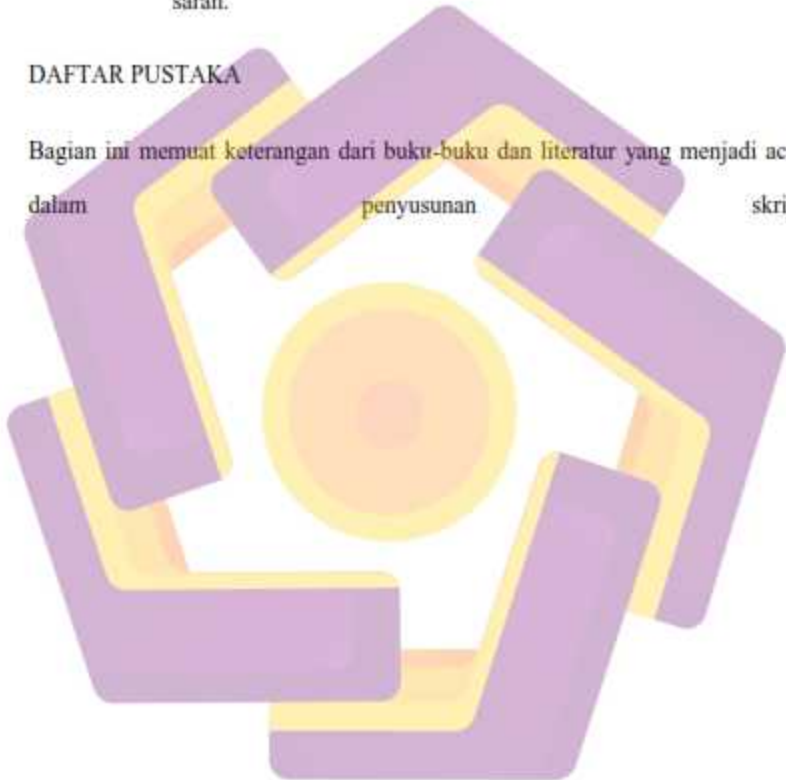 saran.
DAFTAR PUSTAKA
Bagian ini memuat keterangan dari buku-buku dan literatur yang menjadi ac
dalam penyusunan skri